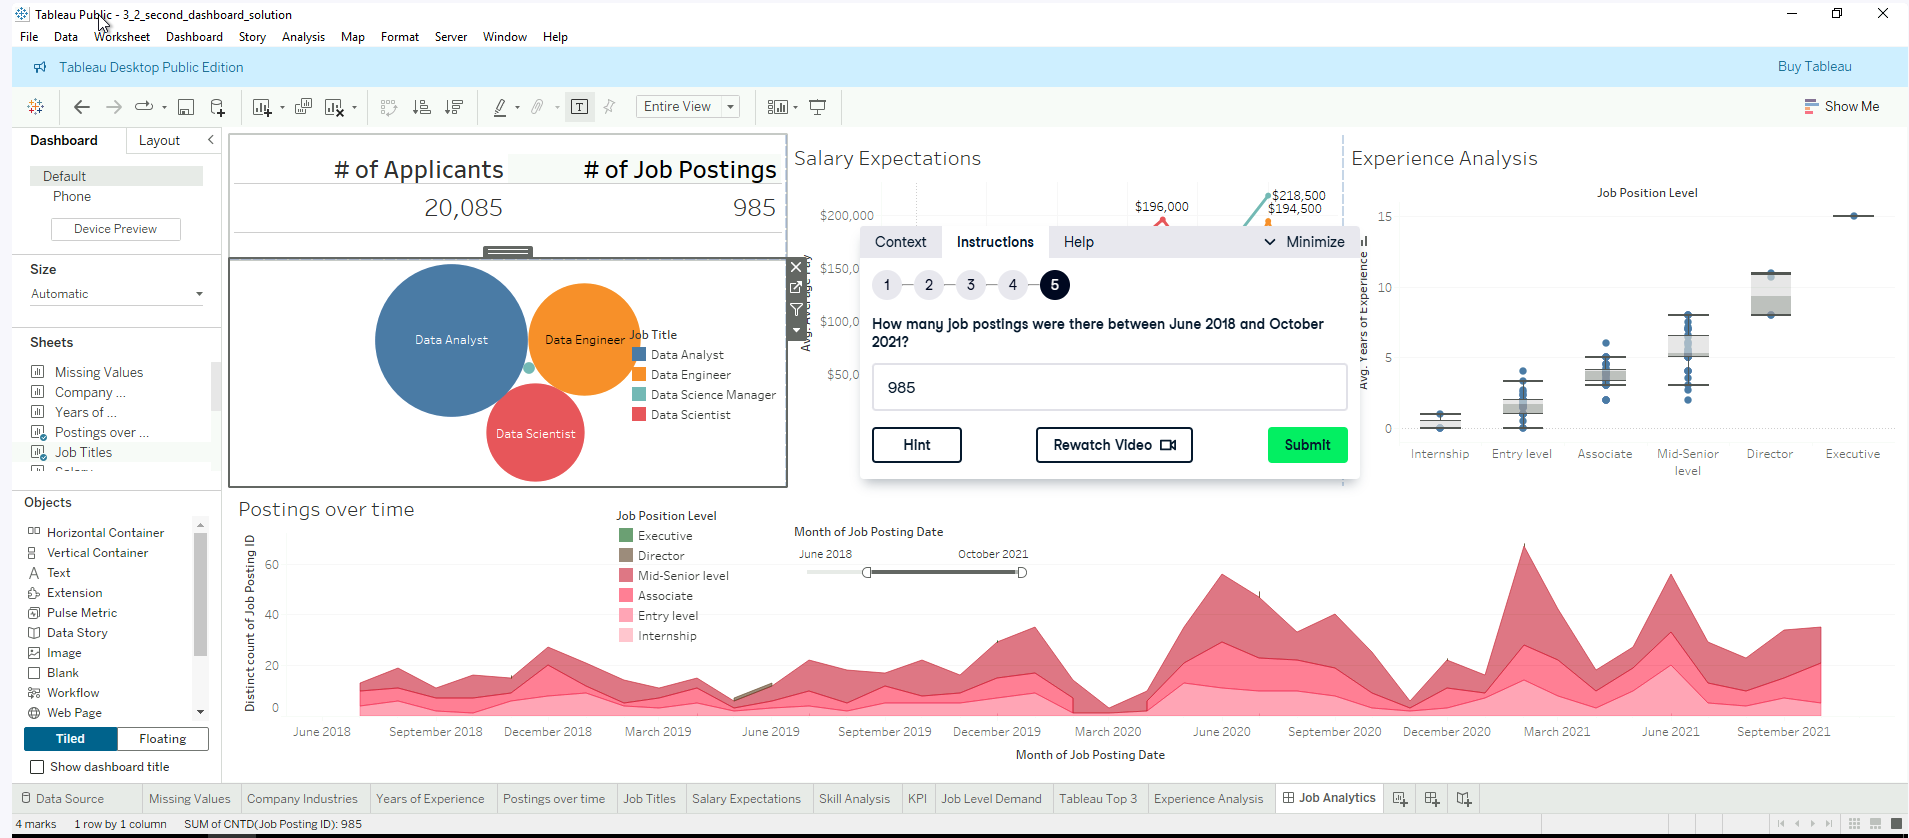 Tableau Public - 3_2_second_dashboard_solution
File Data Worksheet Dashboard Story Analysis Map Format Server Window Help
Tableau Desktop Public Edition
Buy Tableau
Entire View
Show Me
Dashboard
Layout
Default
Phone
Device Preview
Size
Automatic
Sheets
Missing Values
Company ...
Years of ...
Postings over ...
Job Titles
Objects
Horizontal Container
Vertical Container
Text
Extension
Pulse Metric
Data Story
Image
Blank
Workflow
Web Page
Tiled
Floating
Show dashboard title
# of Applicants
# of Job Postings
20,085
985
Data Analyst
Data Engineer
Data Scientist
Job Title
Data Analyst
Data Engineer
Data Science Manager
Data Scientist
Salary Expectations
$200,000
$150,0
$100,0
$50,0
$196,000
$218,500
$194,500
Context
Instructions
Help
Minimize
1 2 3 4 5
How many job postings were there between June 2018 and October
2021?
985
Hint
Rewatch Video
Submit
Experience Analysis
Job Position Level
Avg. Years of Experience
15
10
5
0
Internship
Entry level
Associate
Mid-Senior
level
Director
Executive
Postings over time
Job Position Level
Executive
Director
Mid-Senior level
Associate
Entry level
Internship
Month of Job Posting Date
June 2018
October 2021
Distinct count of Job Posting ID
60
40
20
0
June 2018
September 2018
December 2018
March 2019
June 2019
September 2019
December 2019
March 2020
June 2020
September 2020
December 2020
March 2021
June 2021
September 2021
Month of Job Posting Date
Data Source
Missing Values
Company Industries
Years of Experience
Postings over time
Job Titles
Salary Expectations
Skill Analysis
KPI
Job Level Demand
Tableau Top 3
Experience Analysis
Job Analytics
4 marks
1 row by 1 column
SUM of CNTD(Job Posting ID): 985